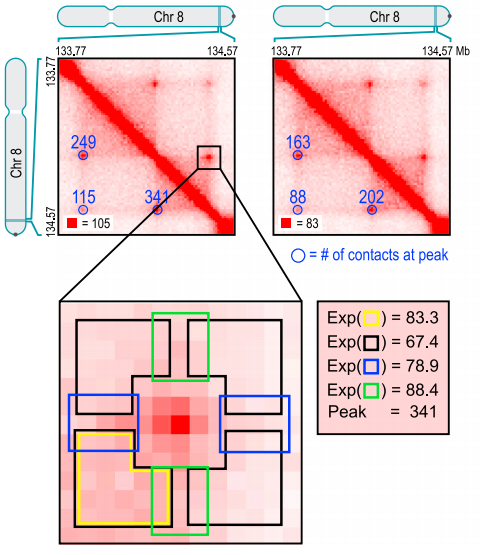 Chr 8
Chr 8
133.77
134.57
133.77
134.57 Mb
Chr 8
133.77
134.57
249
115
341
= 105
163
88
202
= 83
= # of contacts at peak
Exp( ) = 83.3
Exp( ) = 67.4
Exp( ) = 78.9
Exp( ) = 88.4
Peak = 341